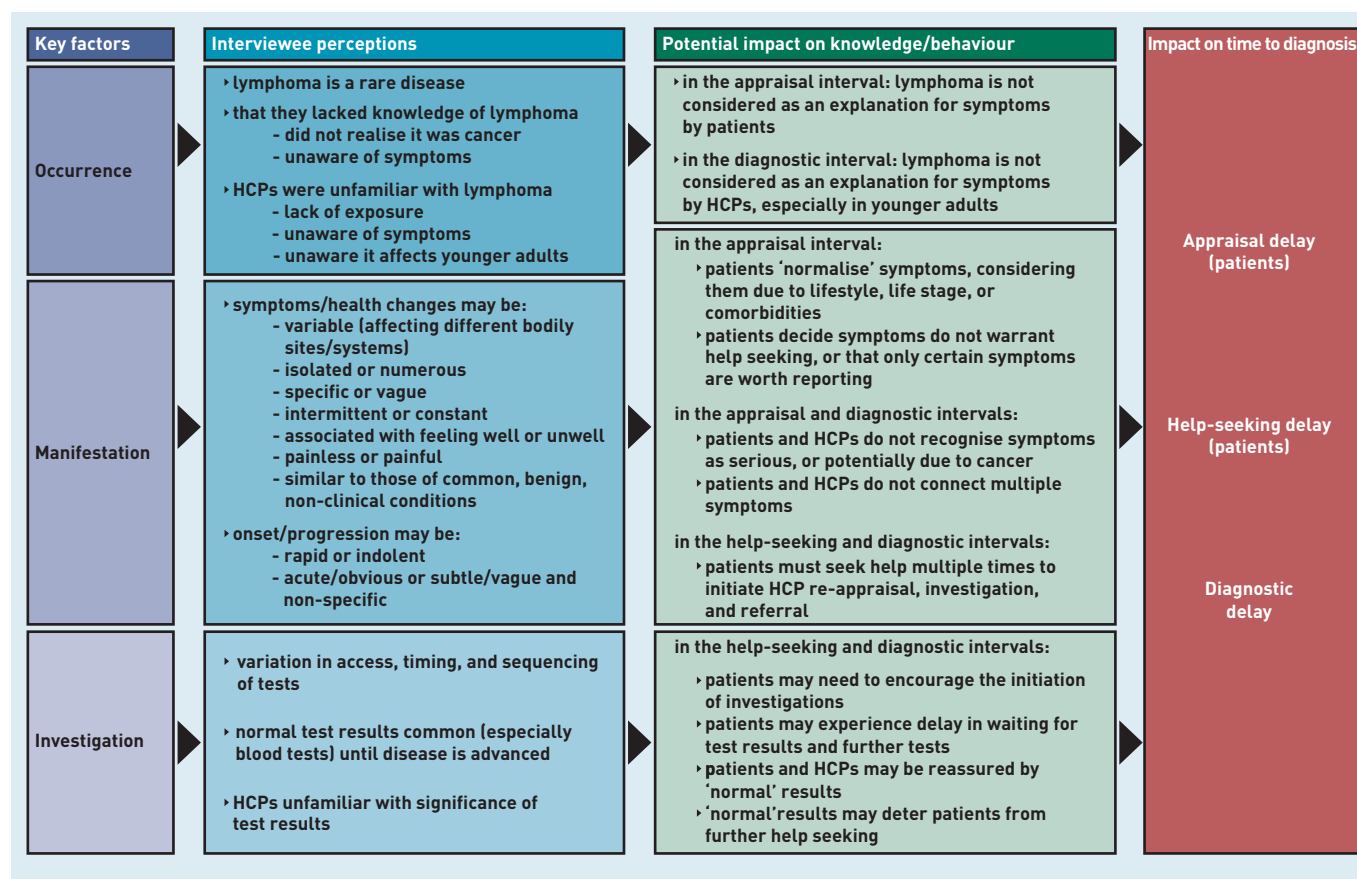 Key factors
Interviewee perceptions
Potential impact on knowledge/behaviour
Impact on time to diagnosis
Occurrence
‣ lymphoma is a rare disease
‣ that they lacked knowledge of lymphoma
- did not realise it was cancer
- unaware of symptoms
‣ HCPs were unfamiliar with lymphoma
- lack of exposure
- unaware of symptoms
- unaware it affects younger adults
‣ in the appraisal interval: lymphoma is not
considered as an explanation for symptoms
by patients
‣ in the diagnostic interval: lymphoma is not
considered as an explanation for symptoms
by HCPs, especially in younger adults
Manifestation
‣ symptoms/health changes may be:
- variable (affecting different bodily
sites/systems)
- isolated or numerous
- specific or vague
- intermittent or constant
- associated with feeling well or unwell
- painless or painful
- similar to those of common, benign,
non-clinical conditions
‣ onset/progression may be:
- rapid or indolent
- acute/obvious or subtle/vague and
non-specific
in the appraisal interval:
‣ patients ‘normalise’ symptoms, considering
them due to lifestyle, life stage, or
comorbidities
‣ patients decide symptoms do not warrant
help seeking, or that only certain symptoms
are worth reporting
in the appraisal and diagnostic intervals:
‣ patients and HCPs do not recognise symptoms
as serious, or potentially due to cancer
‣ patients and HCPs do not connect multiple
symptoms
in the help-seeking and diagnostic intervals:
‣ patients must seek help multiple times to
initiate HCP re-appraisal, investigation,
and referral
Investigation
‣ variation in access, timing, and sequencing
of tests
‣ normal test results common (especially
blood tests) until disease is advanced
‣ HCPs unfamiliar with significance of
test results
in the help-seeking and diagnostic intervals:
‣ patients may need to encourage the initiation
of investigations
‣ patients may experience delay in waiting for
test results and further tests
‣ patients and HCPs may be reassured by
‘normal’ results
‣ ‘normal’results may deter patients from
further help seeking
Appraisal delay
(patients)
Help-seeking delay
(patients)
Diagnostic
delay